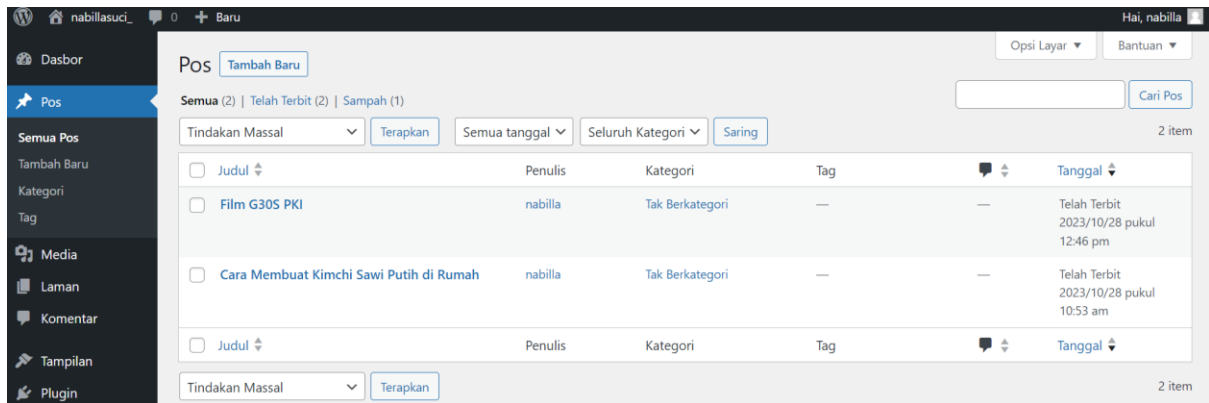 nabillasuci_ 0 + Baru Hai, nabilla
Opsi Layar ▼ Bantuan ▼
Dasbor
Pos
Semua Pos
Tambah Baru
Kategori
Tag
Media
Laman
Komentar
Tampilan
Plugin
Pos Tambah Baru
Semua (2) | Telah Terbit (2) | Sampah (1)
Cari Pos
Tindakan Massal Terapkan Semua tanggal Seluruh Kategori Saring 2 item
Judul Penulis Kategori Tag Tanggal
Film G30S PKI nabilla Tak Berkategori — — Telah Terbit
2023/10/28 pukul
12:46 pm
Cara Membuat Kimchi Sawi Putih di Rumah nabilla Tak Berkategori — — Telah Terbit
2023/10/28 pukul
10:53 am
Judul Penulis Kategori Tag Tanggal
Tindakan Massal Terapkan 2 item